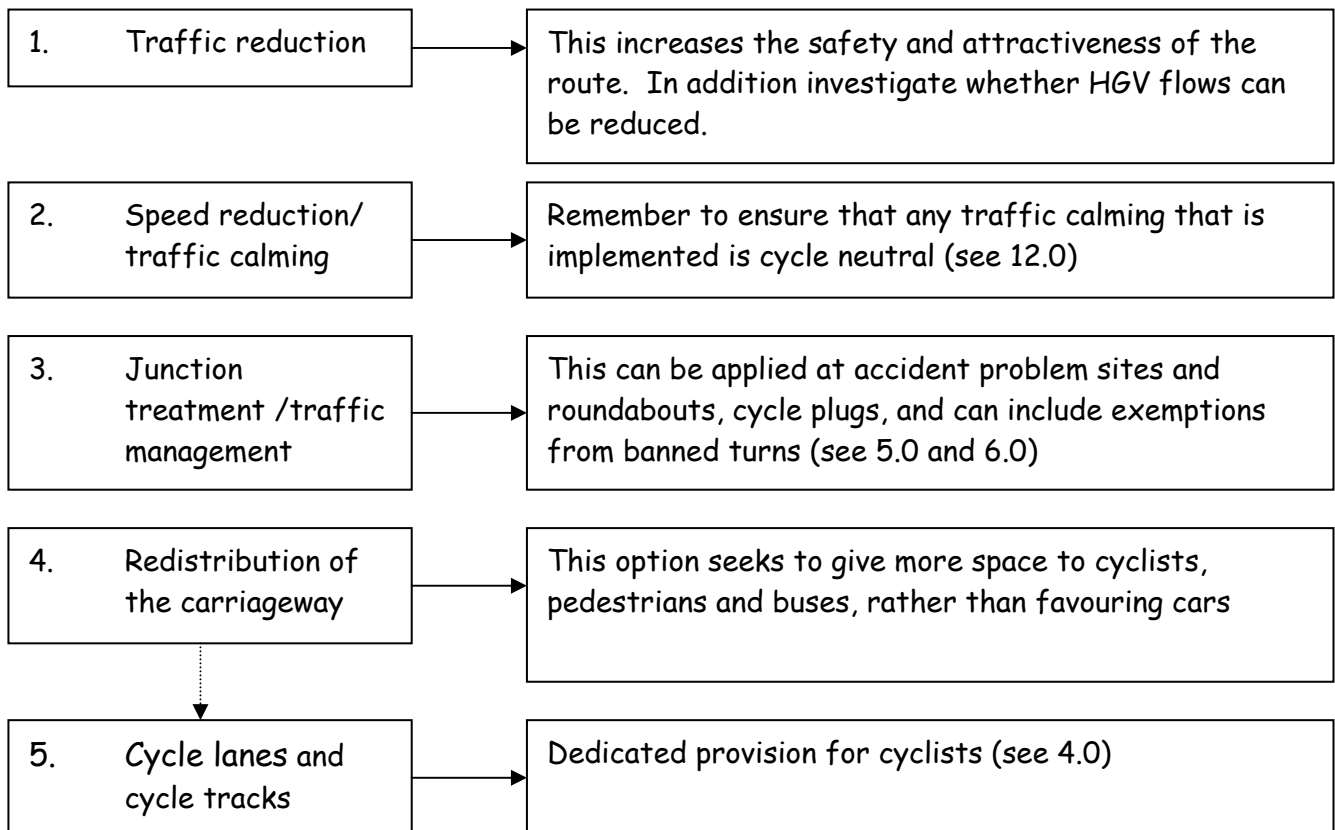 1. Traffic reduction
This increases the safety and attractiveness of the
route. In addition investigate whether HGV flows can
be reduced.
2. Speed reduction/
traffic calming
Remember to ensure that any traffic calming that is
implemented is cycle neutral (see 12.0)
3. Junction
treatment /traffic
management
This can be applied at accident problem sites and
roundabouts, cycle plugs, and can include exemptions
from banned turns (see 5.0 and 6.0)
4. Redistribution of
the carriageway
This option seeks to give more space to cyclists,
pedestrians and buses, rather than favouring cars
5. Cycle lanes and
cycle tracks
Dedicated provision for cyclists (see 4.0)